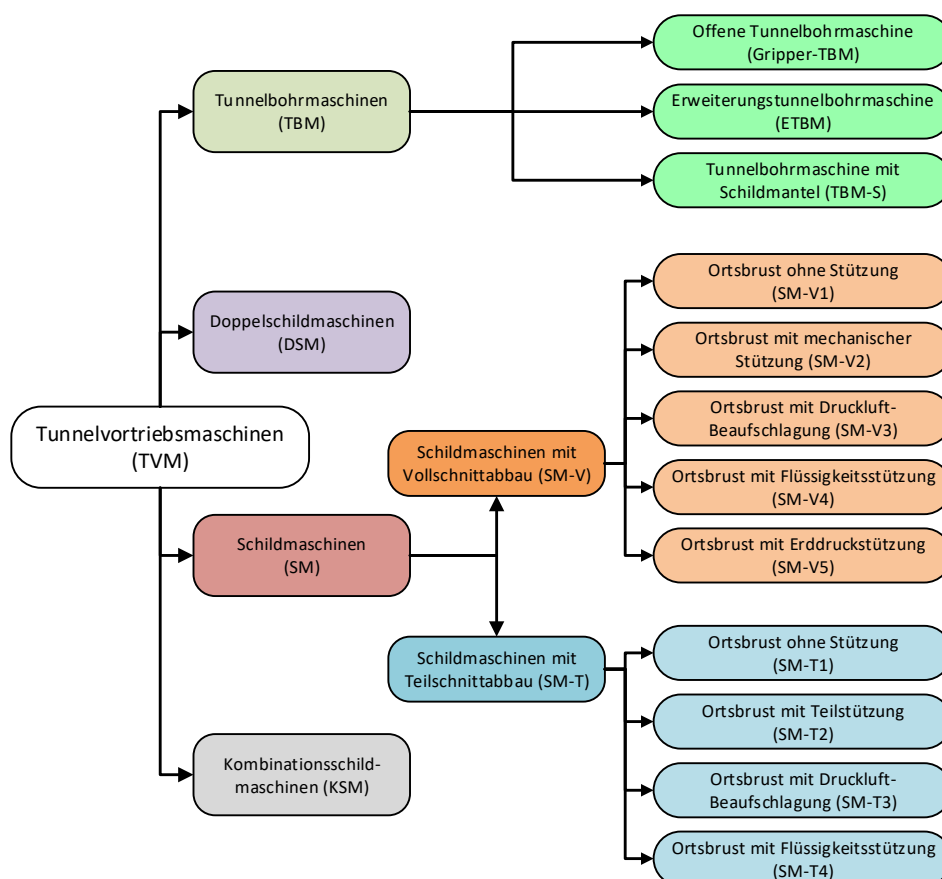 Offene Tunnelbohrmaschine
(Gripper-TBM)
Tunnelbohrmaschinen
(TBM)
Erweiterungstunnelbohrmaschine
(ETBM)
Tunnelbohrmaschine mit
Schildmantel (TBM-S)
Ortsbrust ohne Stützung
(SM-V1)
Doppelschildmaschinen
(DSM)
Ortsbrust mit mechanischer
Stützung (SM-V2)
Ortsbrust mit Druckluft-
Beaufschlagung (SM-V3)
Tunnelvortriebsmaschinen
(TVM)
Schildmaschinen mit
Vollschnittabbau (SM-V)
Ortsbrust mit Flüssigkeitsstützung
(SM-V4)
Schildmaschinen
(SM)
Ortsbrust mit Erddruckstützung
(SM-V5)
Schildmaschinen mit
Teilschnittabbau (SM-T)
Ortsbrust ohne Stützung
(SM-T1)
Ortsbrust mit Teilstützung
(SM-T2)
Kombinationsschild-
maschinen (KSM)
Ortsbrust mit Druckluft-
Beaufschlagung (SM-T3)
Ortsbrust mit Flüssigkeitsstützung
(SM-T4)